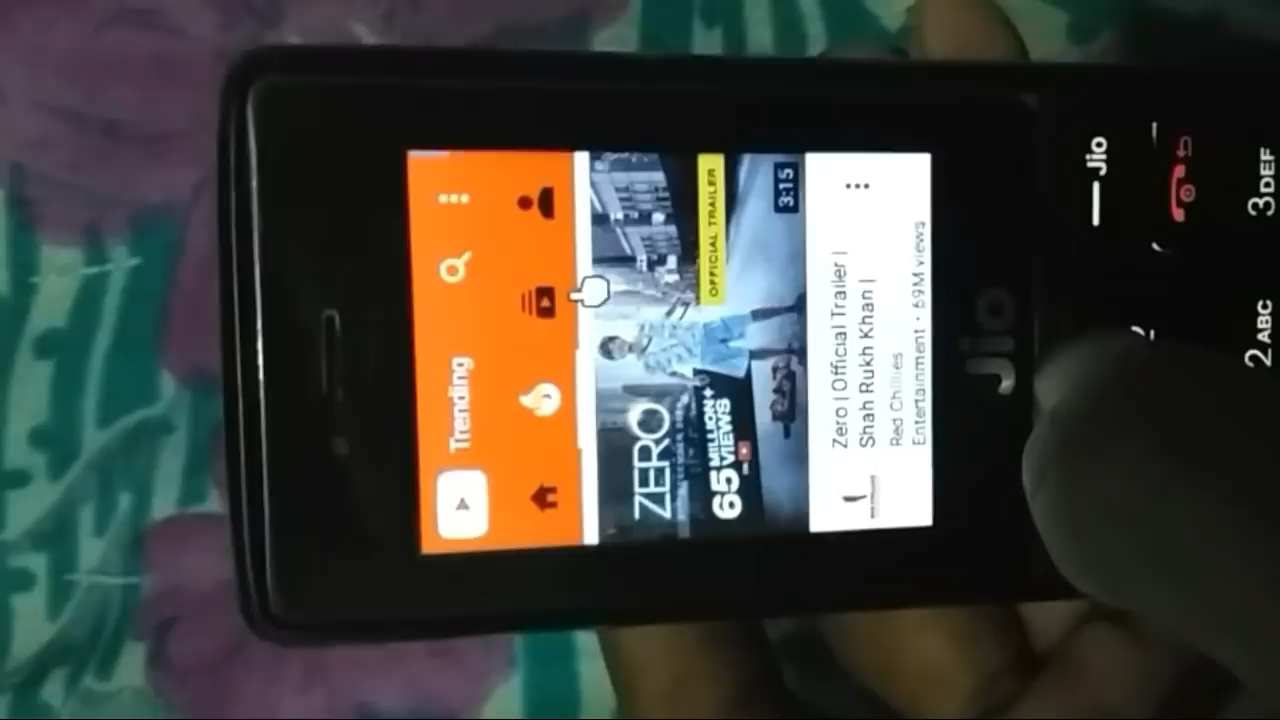 Trending
ZERO
65 MILLION+
VIEWS
OFFICIAL TRAILER
3:15
Zero | Official Trailer |
Shah Rukh Khan |
Red Chillies
Entertainment · 69M views
Jio
Jio
2ABC
3DEF